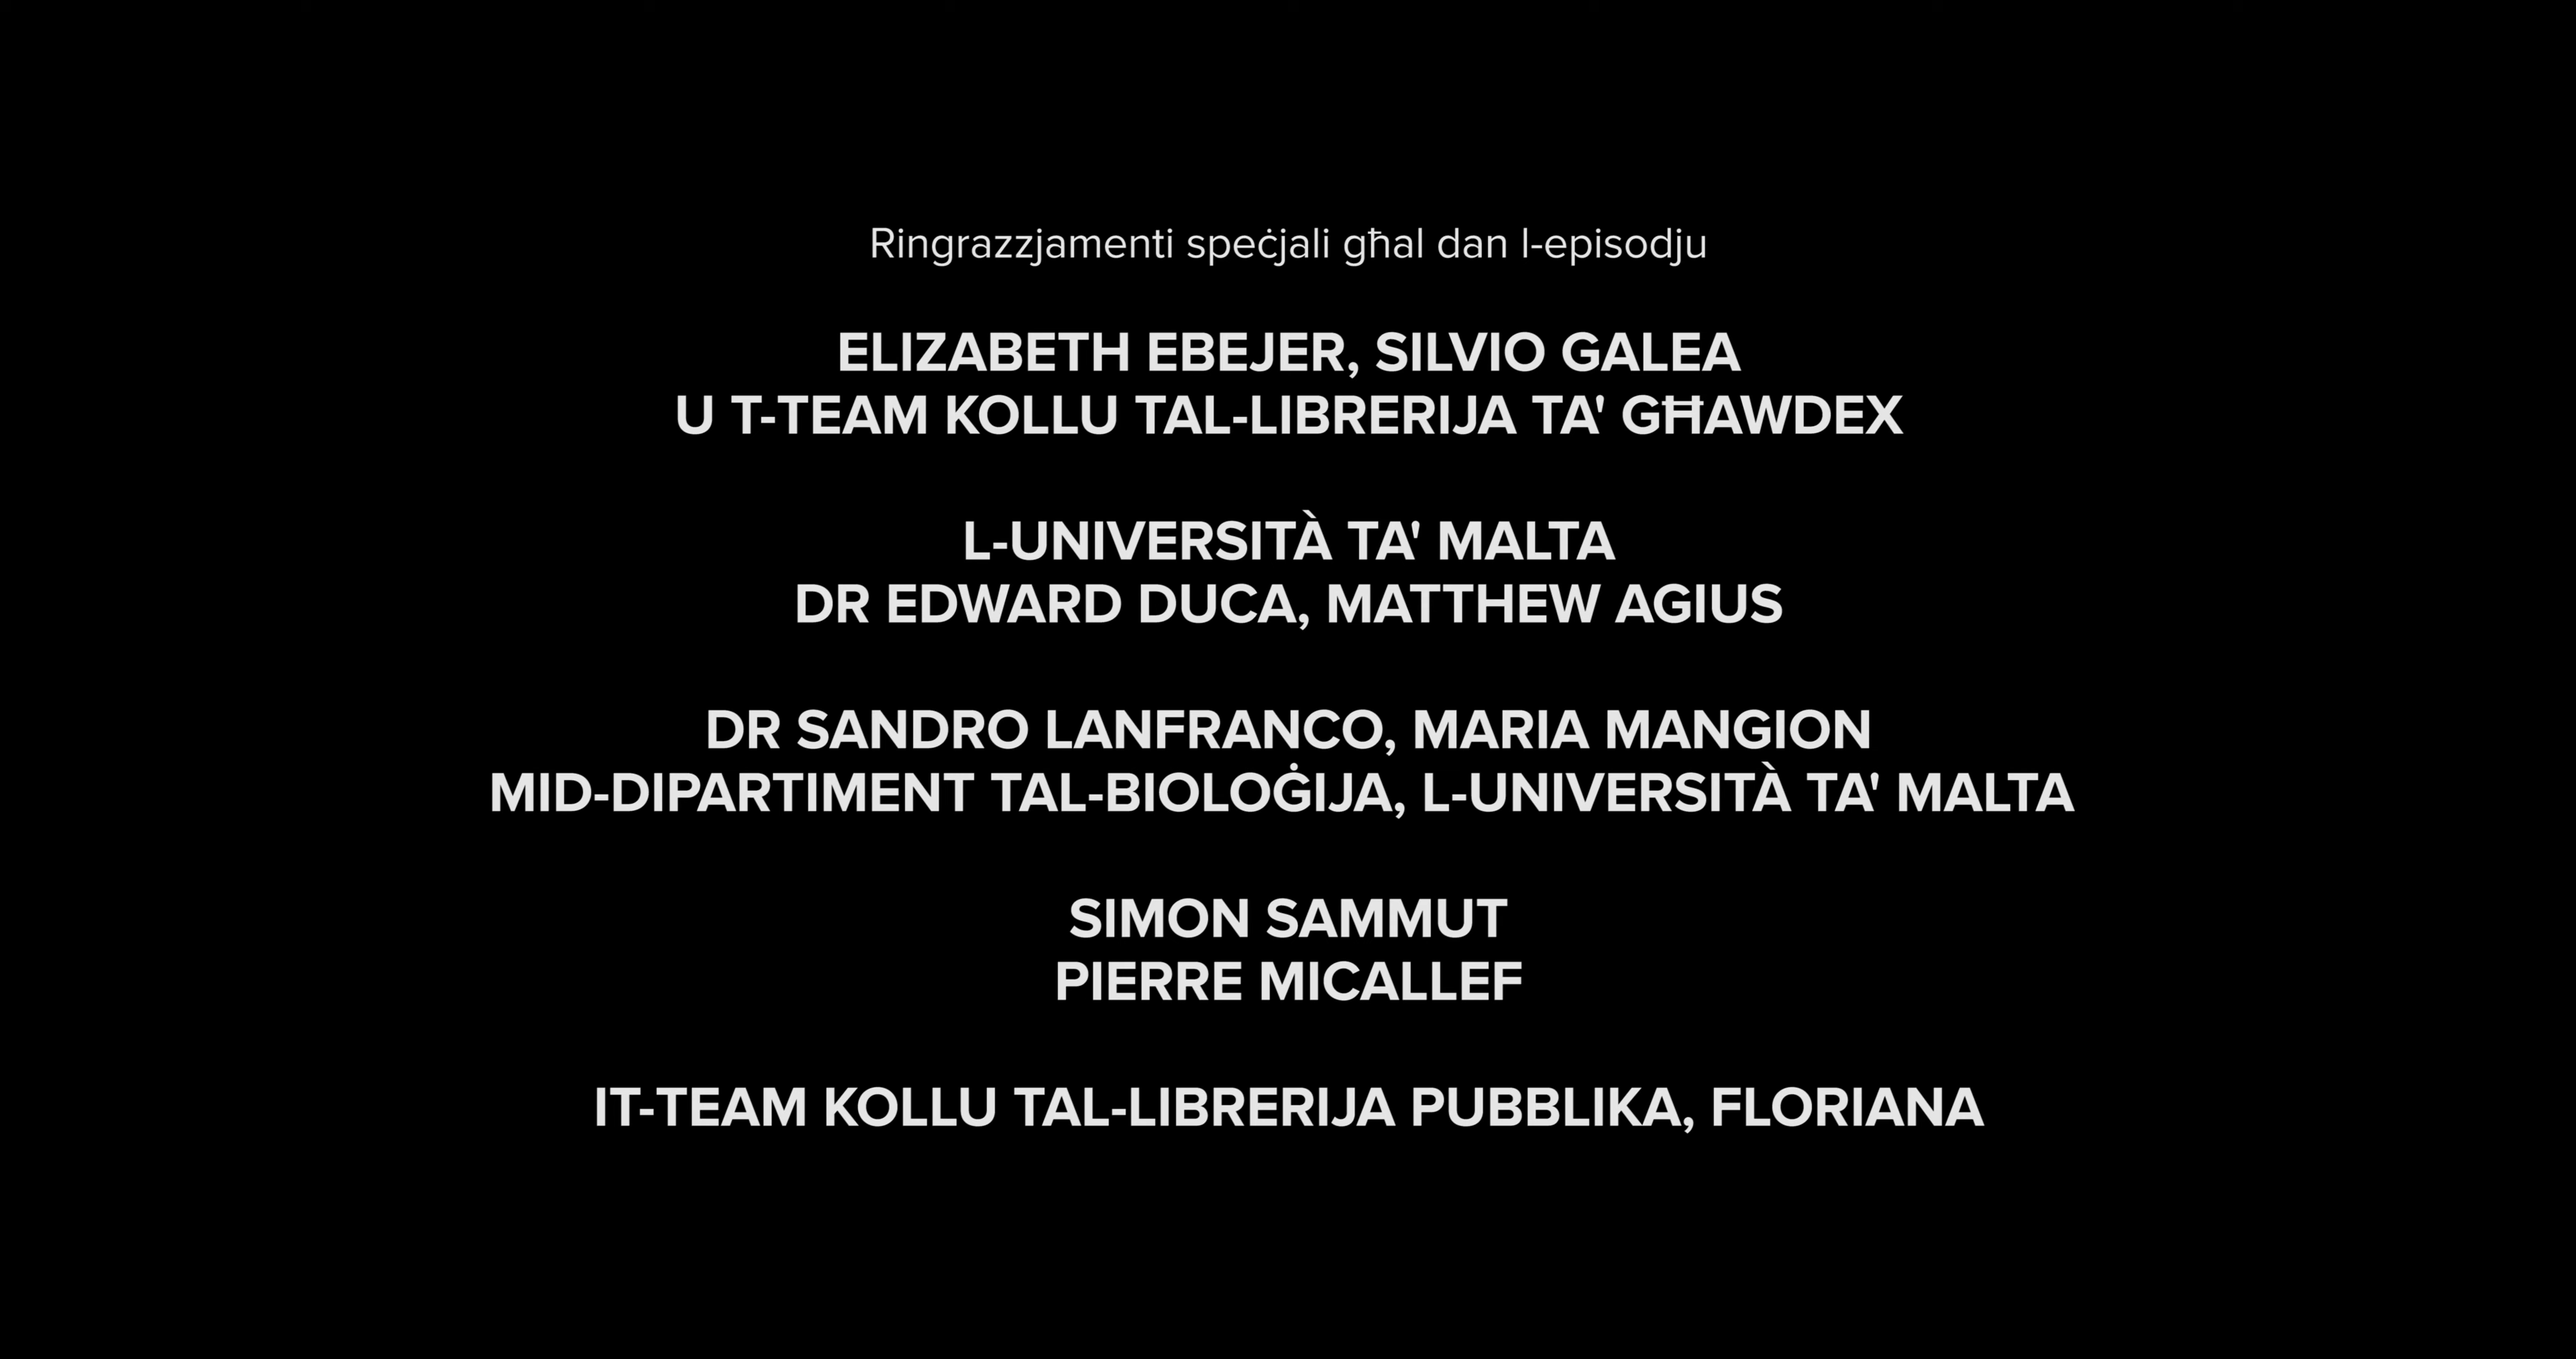 Ringrazzjamenti speċjali għal dan l-episodju
ELIZABETH EBEJER, SILVIO GALEA
U T-TEAM KOLLU TAL-LIBRERIJA TA' GĦAWDEX
L-UNIVERSITÀ TA' MALTA
DR EDWARD DUCA, MATTHEW AGIUS
DR SANDRO LANFRANCO, MARIA MANGION
MID-DIPARTIMENT TAL-BIOLOĠIJA, L-UNIVERSITÀ TA' MALTA
SIMON SAMMUT
PIERRE MICALLEF
IT-TEAM KOLLU TAL-LIBRERIJA PUBBLIKA, FLORIANA